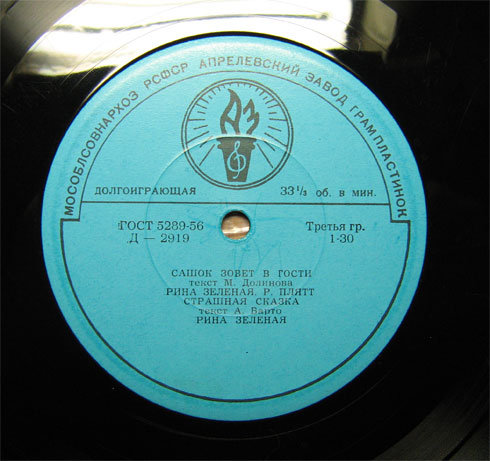 МОСОБЛСОВНАРХОЗ РСФСР АПРЕЛЕВСКИЙ ЗАВОД ГРАМПЛАСТИНОК
АЗ
ДОЛГОИГРАЮЩАЯ 33⅓ об. в мин.
ГОСТ 5289-56 Третья гр.
Д — 2919 1-30
САШОК ЗОВЕТ В ГОСТИ
текст М. Долинова
РИНА ЗЕЛЕНАЯ, Р. ПЛЯТТ
СТРАШНАЯ СКАЗКА
текст А. Барто
РИНА ЗЕЛЕНАЯ